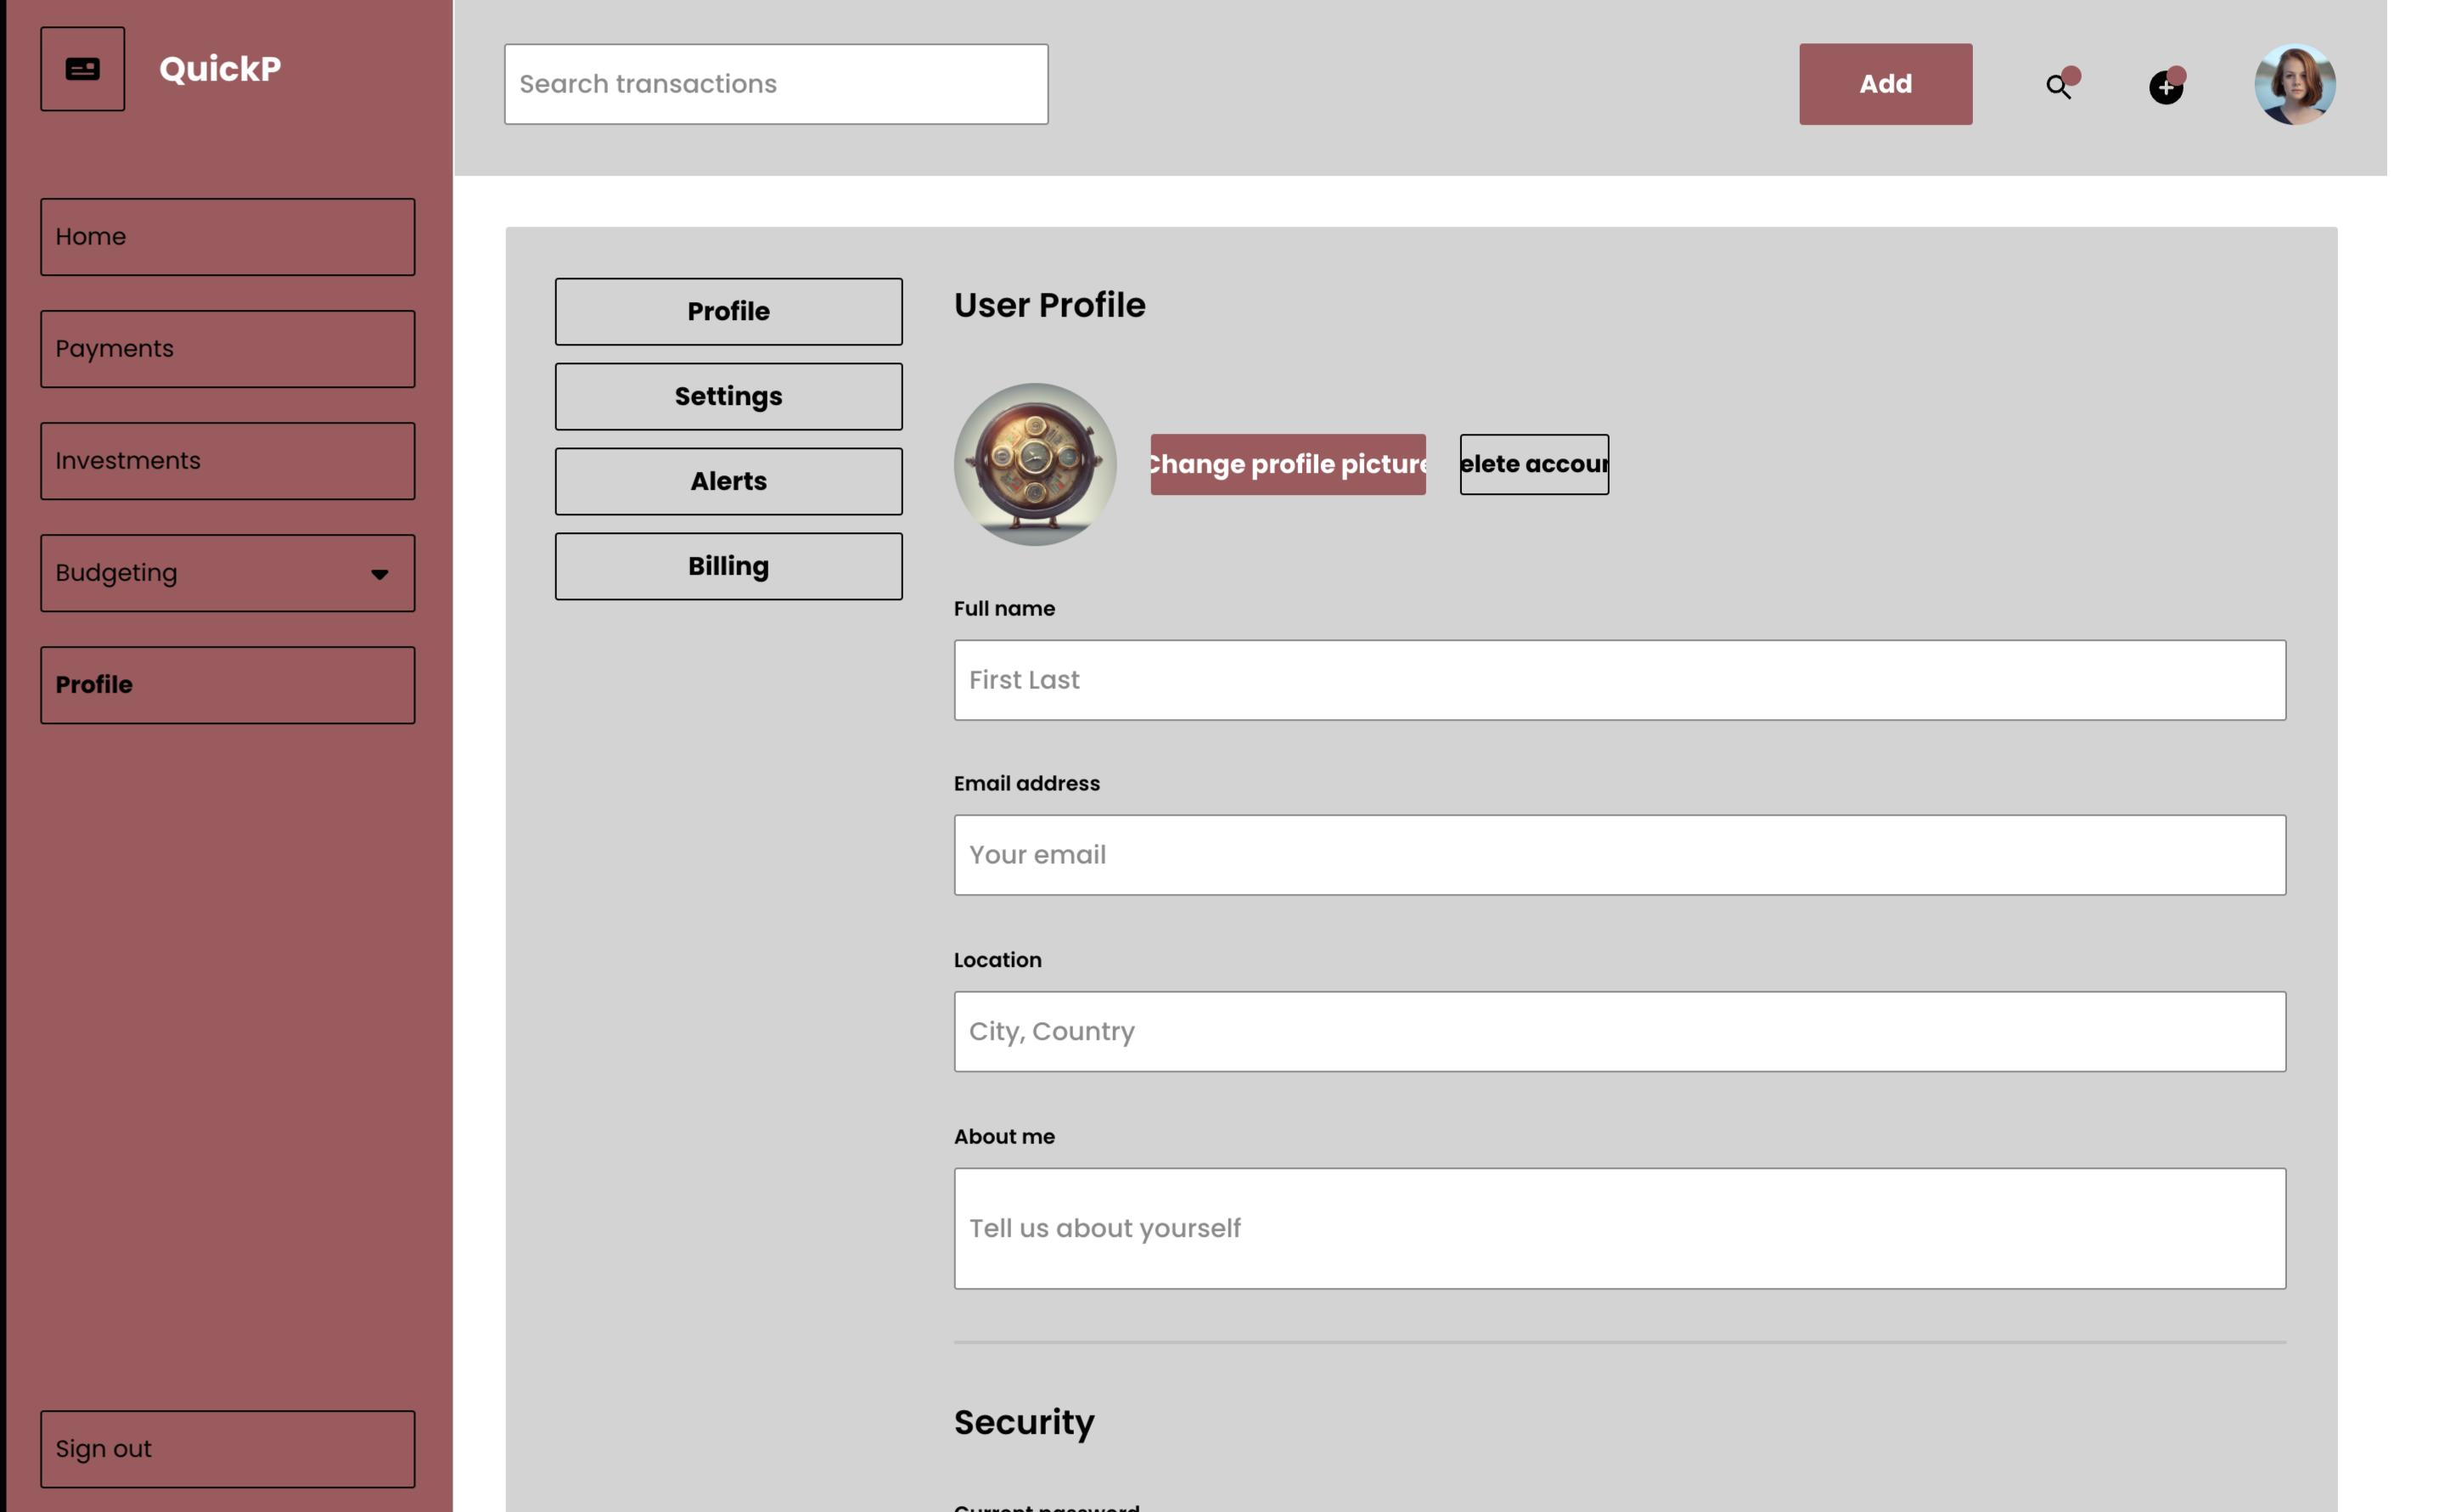 QuickP
Search transactions
Add
Home
Payments
Investments
Budgeting
Profile
Sign out
Profile
Settings
Alerts
Billing
User Profile
Change profile picture
elete accour
Full name
First Last
Email address
Your email
Location
City, Country
About me
Tell us about yourself
Security
Current password